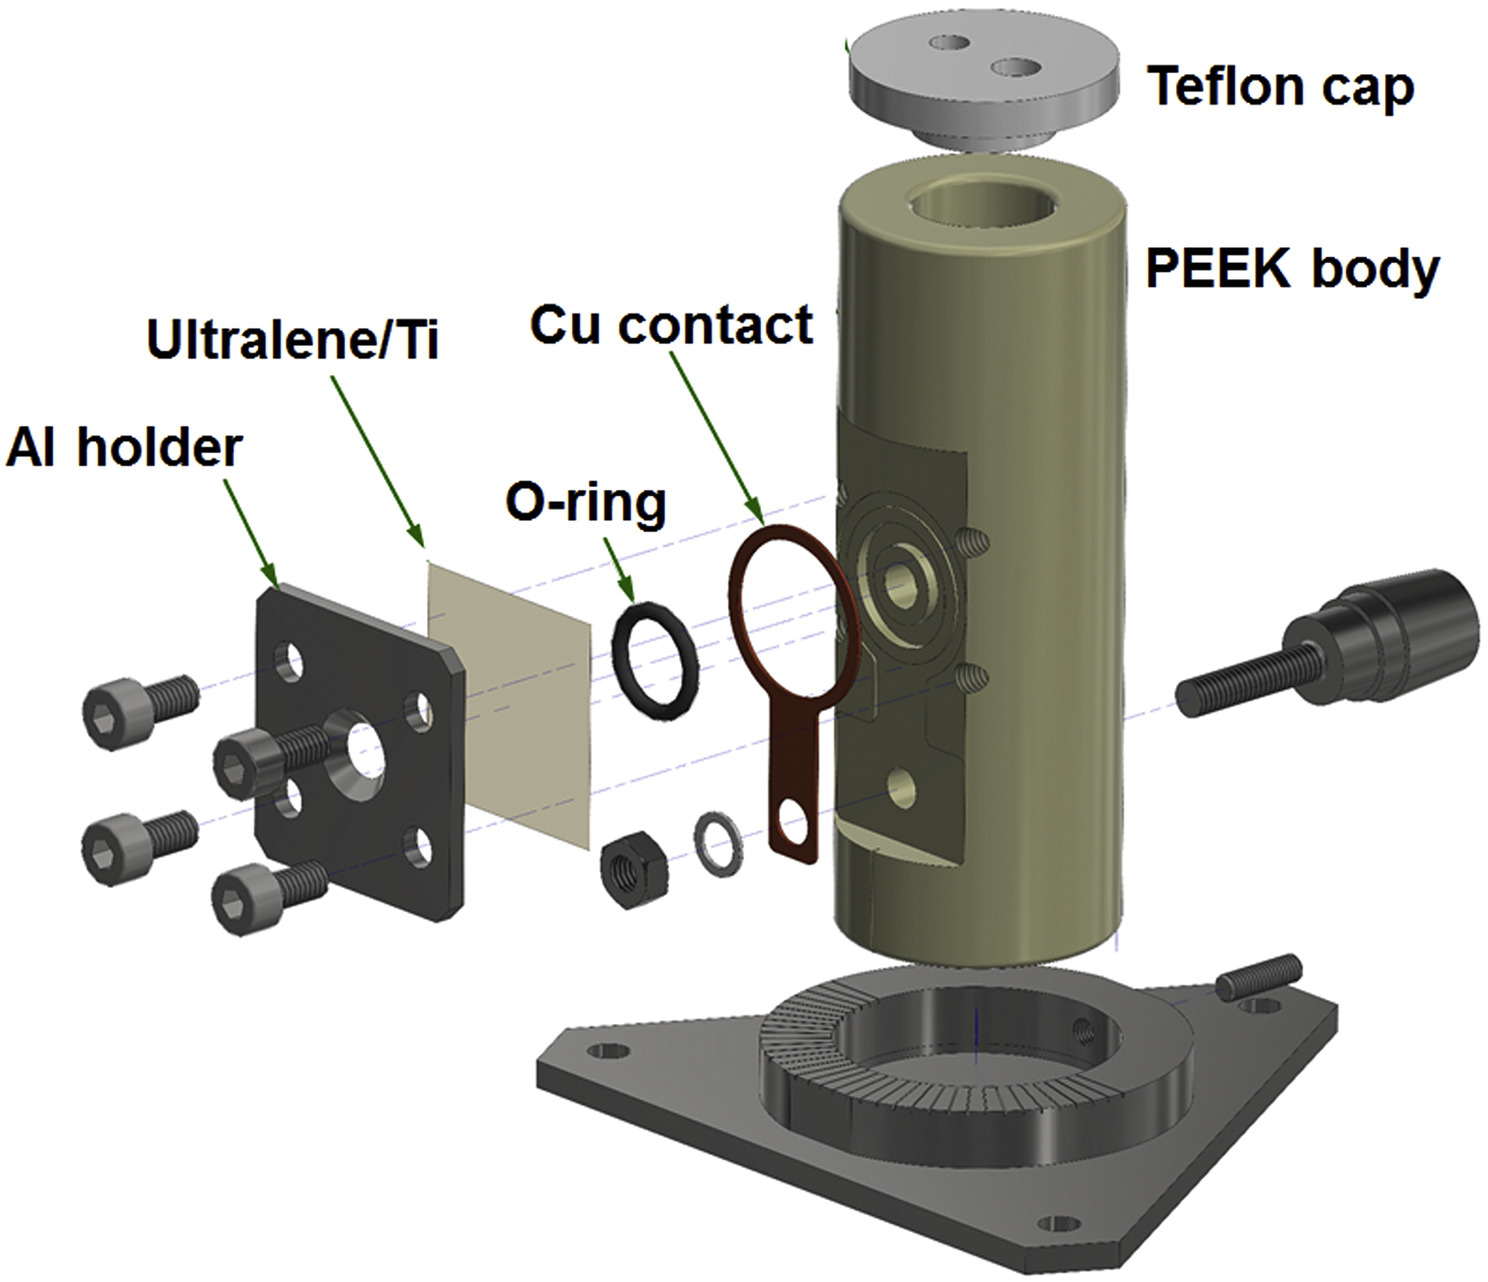 Teflon cap
PEEK body
Cu contact
Ultralene/Ti
Al holder
O-ring